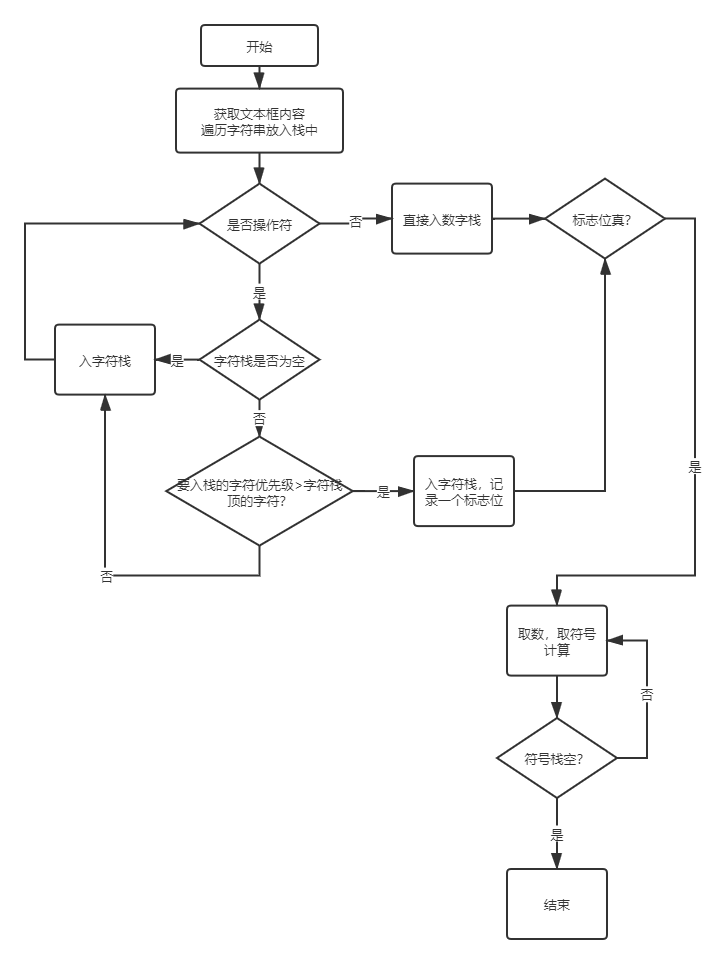 开始
获取文本框内容
遍历字符串放入栈中
是否操作符
否
直接入数字栈
标志位真?
是
入字符栈
是
字符栈是否为空
否
要入栈的字符优先级>字符栈
顶的字符?
是
入字符栈，记
录一个标志位
是
否
取数，取符号
计算
否
符号栈空?
是
结束